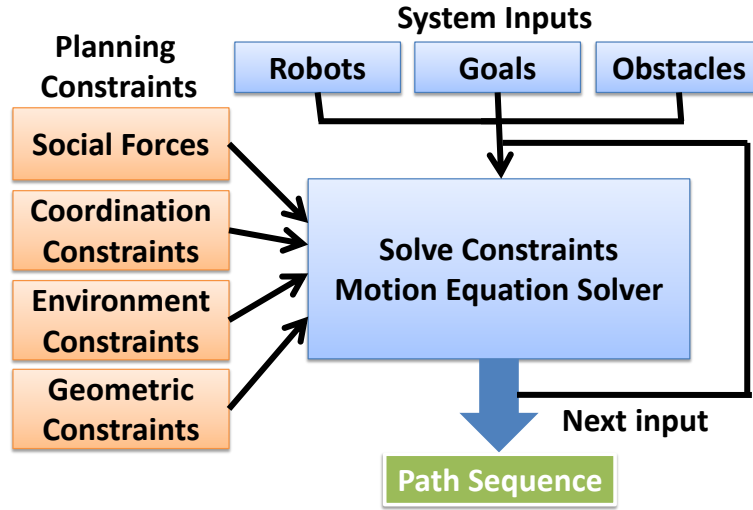 System Inputs
Robots
Goals
Obstacles
Planning
Constraints
Social Forces
Coordination
Constraints
Environment
Constraints
Geometric
Constraints
Solve Constraints
Motion Equation Solver
Next input
Path Sequence